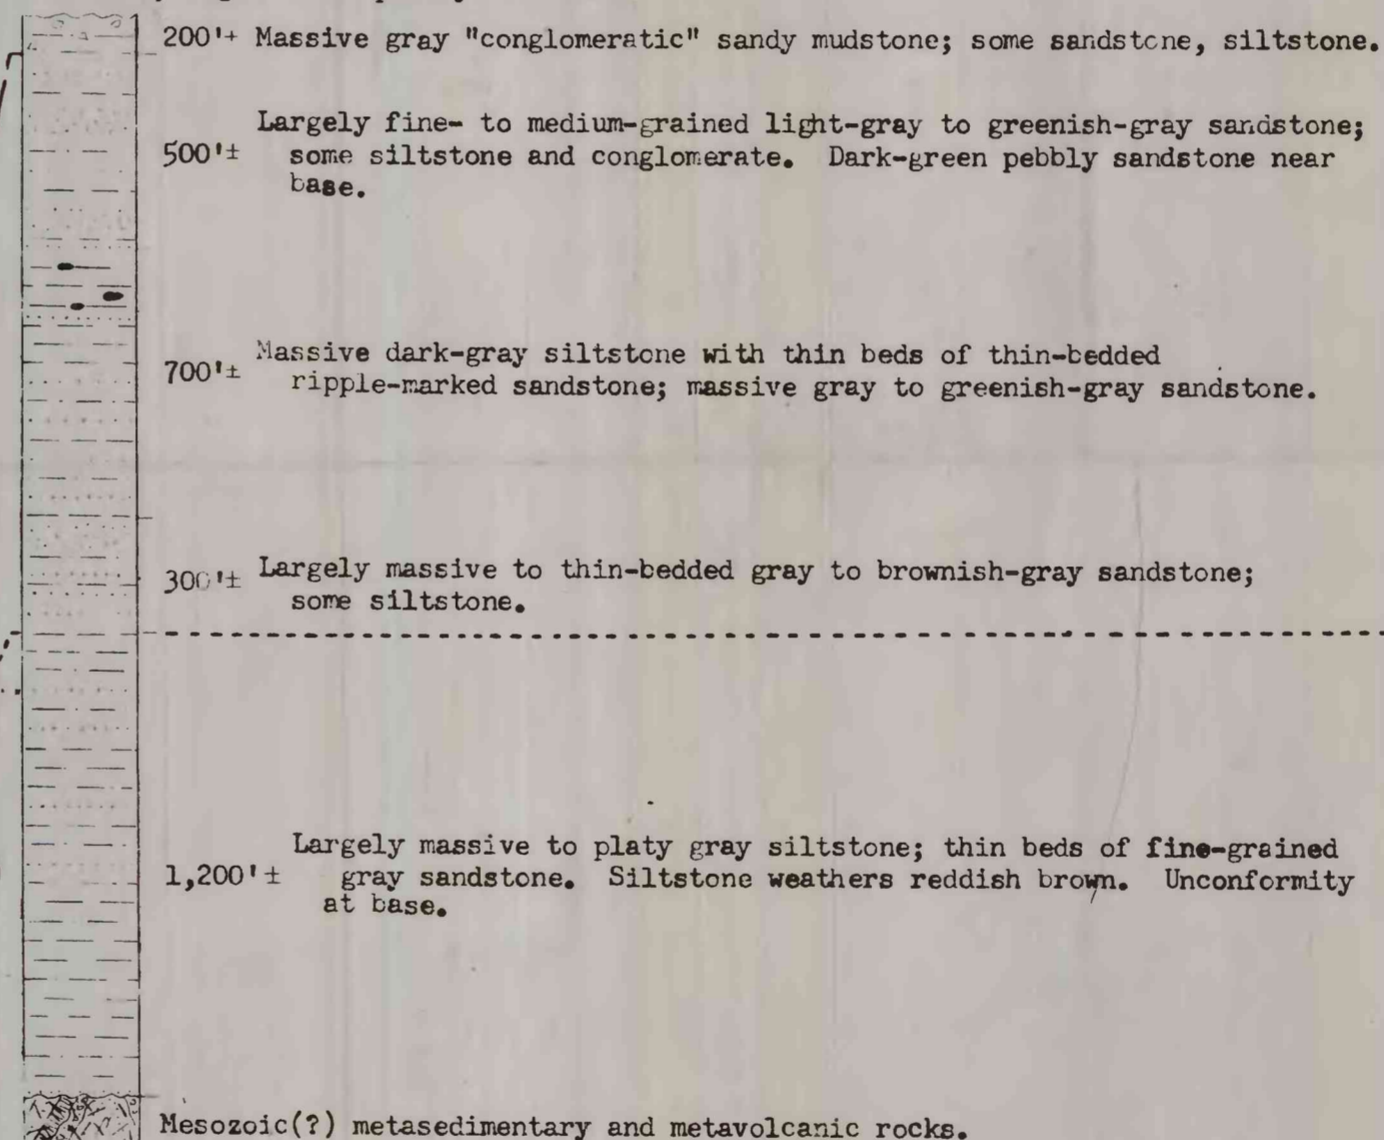 200'+ Massive gray "conglomeratic" sandy mudstone; some sandstone, siltstone.
Largely fine- to medium-grained light-gray to greenish-gray sandstone;
500'± some siltstone and conglomerate. Dark-green pebbly sandstone near
base.
700'± Massive dark-gray siltstone with thin beds of thin-bedded
ripple-marked sandstone; massive gray to greenish-gray sandstone.
300'± Largely massive to thin-bedded gray to brownish-gray sandstone;
some siltstone.
Largely massive to platy gray siltstone; thin beds of fine-grained
1,200'± gray sandstone. Siltstone weathers reddish brown. Unconformity
at base.
Mesozoic(?) metasedimentary and metavolcanic rocks.